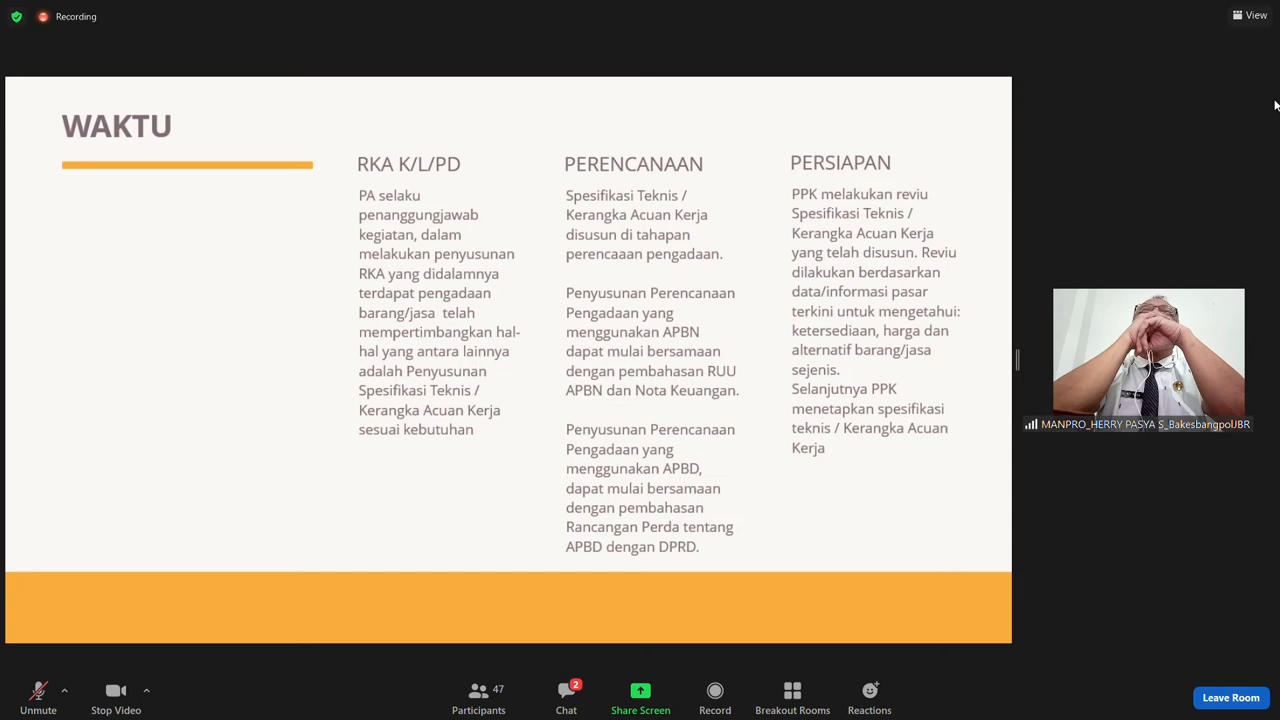 Recording
View
WAKTU
RKA K/L/PD
PA selaku
penanggungjawab
kegiatan, dalam
melakukan penyusunan
RKA yang didalamnya
terdapat pengadaan
barang/jasa telah
mempertimbangkan hal-
hal yang antara lainnya
adalah Penyusunan
Spesifikasi Teknis /
Kerangka Acuan Kerja
sesuai kebutuhan
PERENCANAAN
Spesifikasi Teknis /
Kerangka Acuan Kerja
disusun di tahapan
perencaaan pengadaan.
Penyusunan Perencanaan
Pengadaan yang
menggunakan APBN
dapat mulai bersamaan
dengan pembahasan RUU
APBN dan Nota Keuangan.
Penyusunan Perencanaan
Pengadaan yang
menggunakan APBD,
dapat mulai bersamaan
dengan pembahasan
Rancangan Perda tentang
APBD dengan DPRD.
PERSIAPAN
PPK melakukan reviu
Spesifikasi Teknis /
Kerangka Acuan Kerja
yang telah disusun. Reviu
dilakukan berdasarkan
data/informasi pasar
terkini untuk mengetahui:
ketersediaan, harga dan
alternatif barang/jasa
sejenis.
Selanjutnya PPK
menetapkan spesifikasi
teknis / Kerangka Acuan
Kerja
MANPRO_HERRY PASYA S_BakesbangpolJBR
Unmute
Stop Video
47
Participants
2
Chat
Share Screen
Record
Breakout Rooms
Reactions
Leave Room